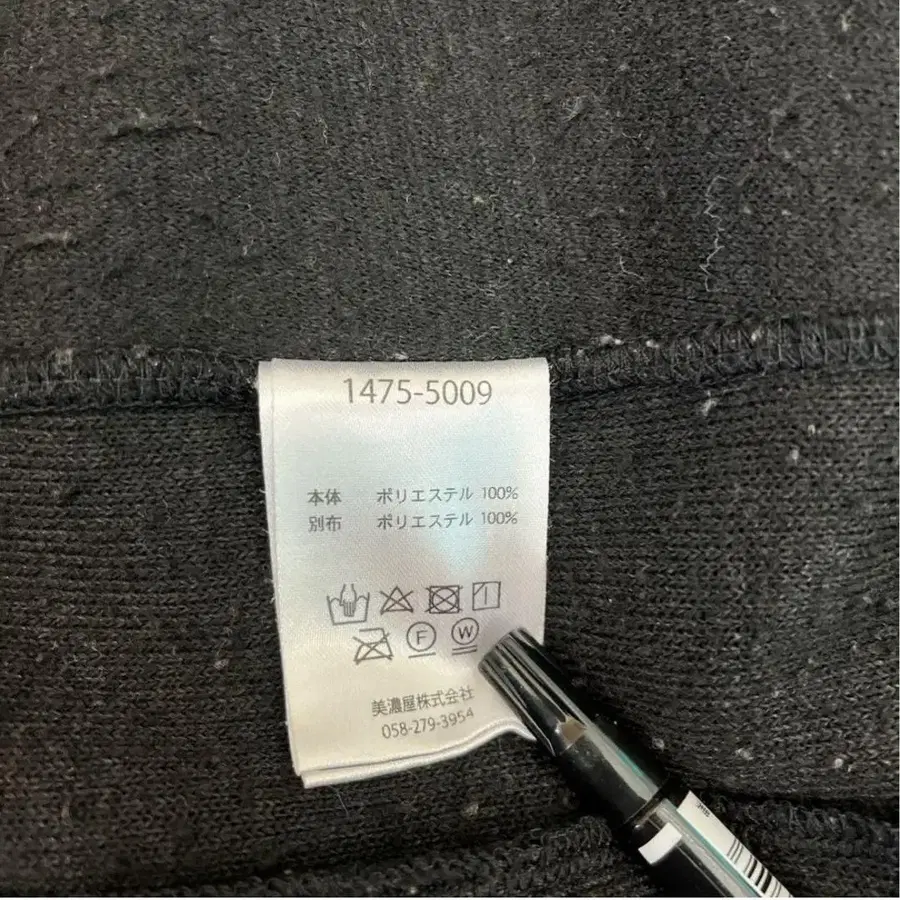 1475-5009
本体 ポリエステル 100%
別布 ポリエステル 100%
F W
美濃屋株式会社
058-279-3954